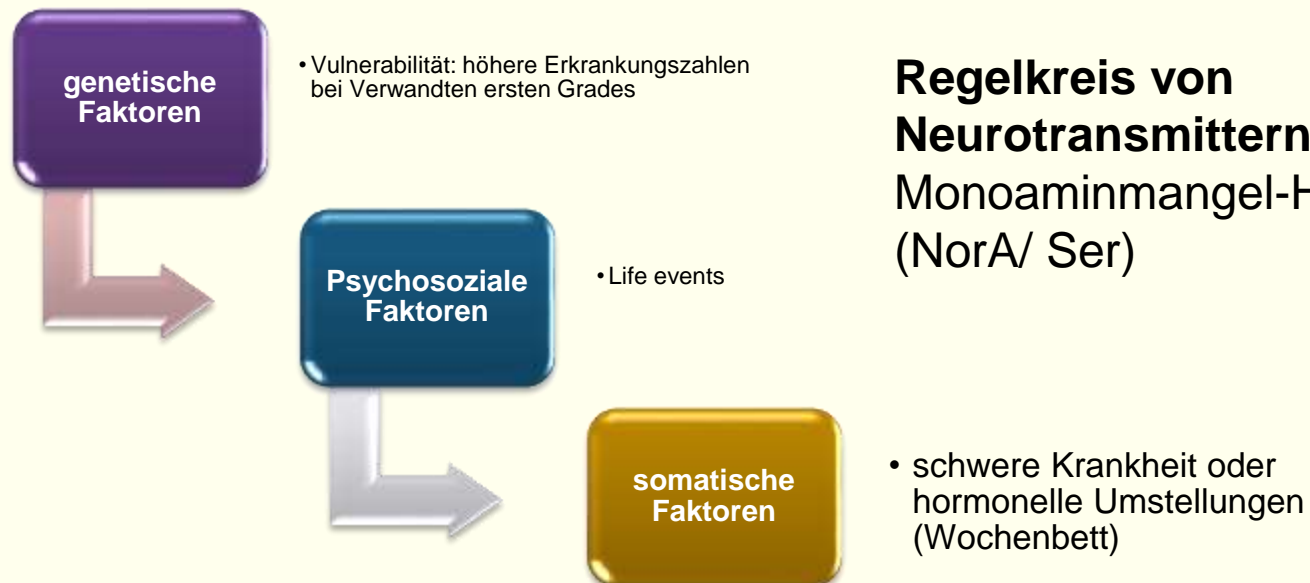 genetische
Faktoren
• Vulnerabilität: höhere Erkrankungszahlen
bei Verwandten ersten Grades
Regelkreis von
Neurotransmittern
Monoaminmangel-H
(NorA/ Ser)
Psychosoziale
Faktoren
• Life events
somatische
Faktoren
• schwere Krankheit oder
hormonelle Umstellungen
(Wochenbett)